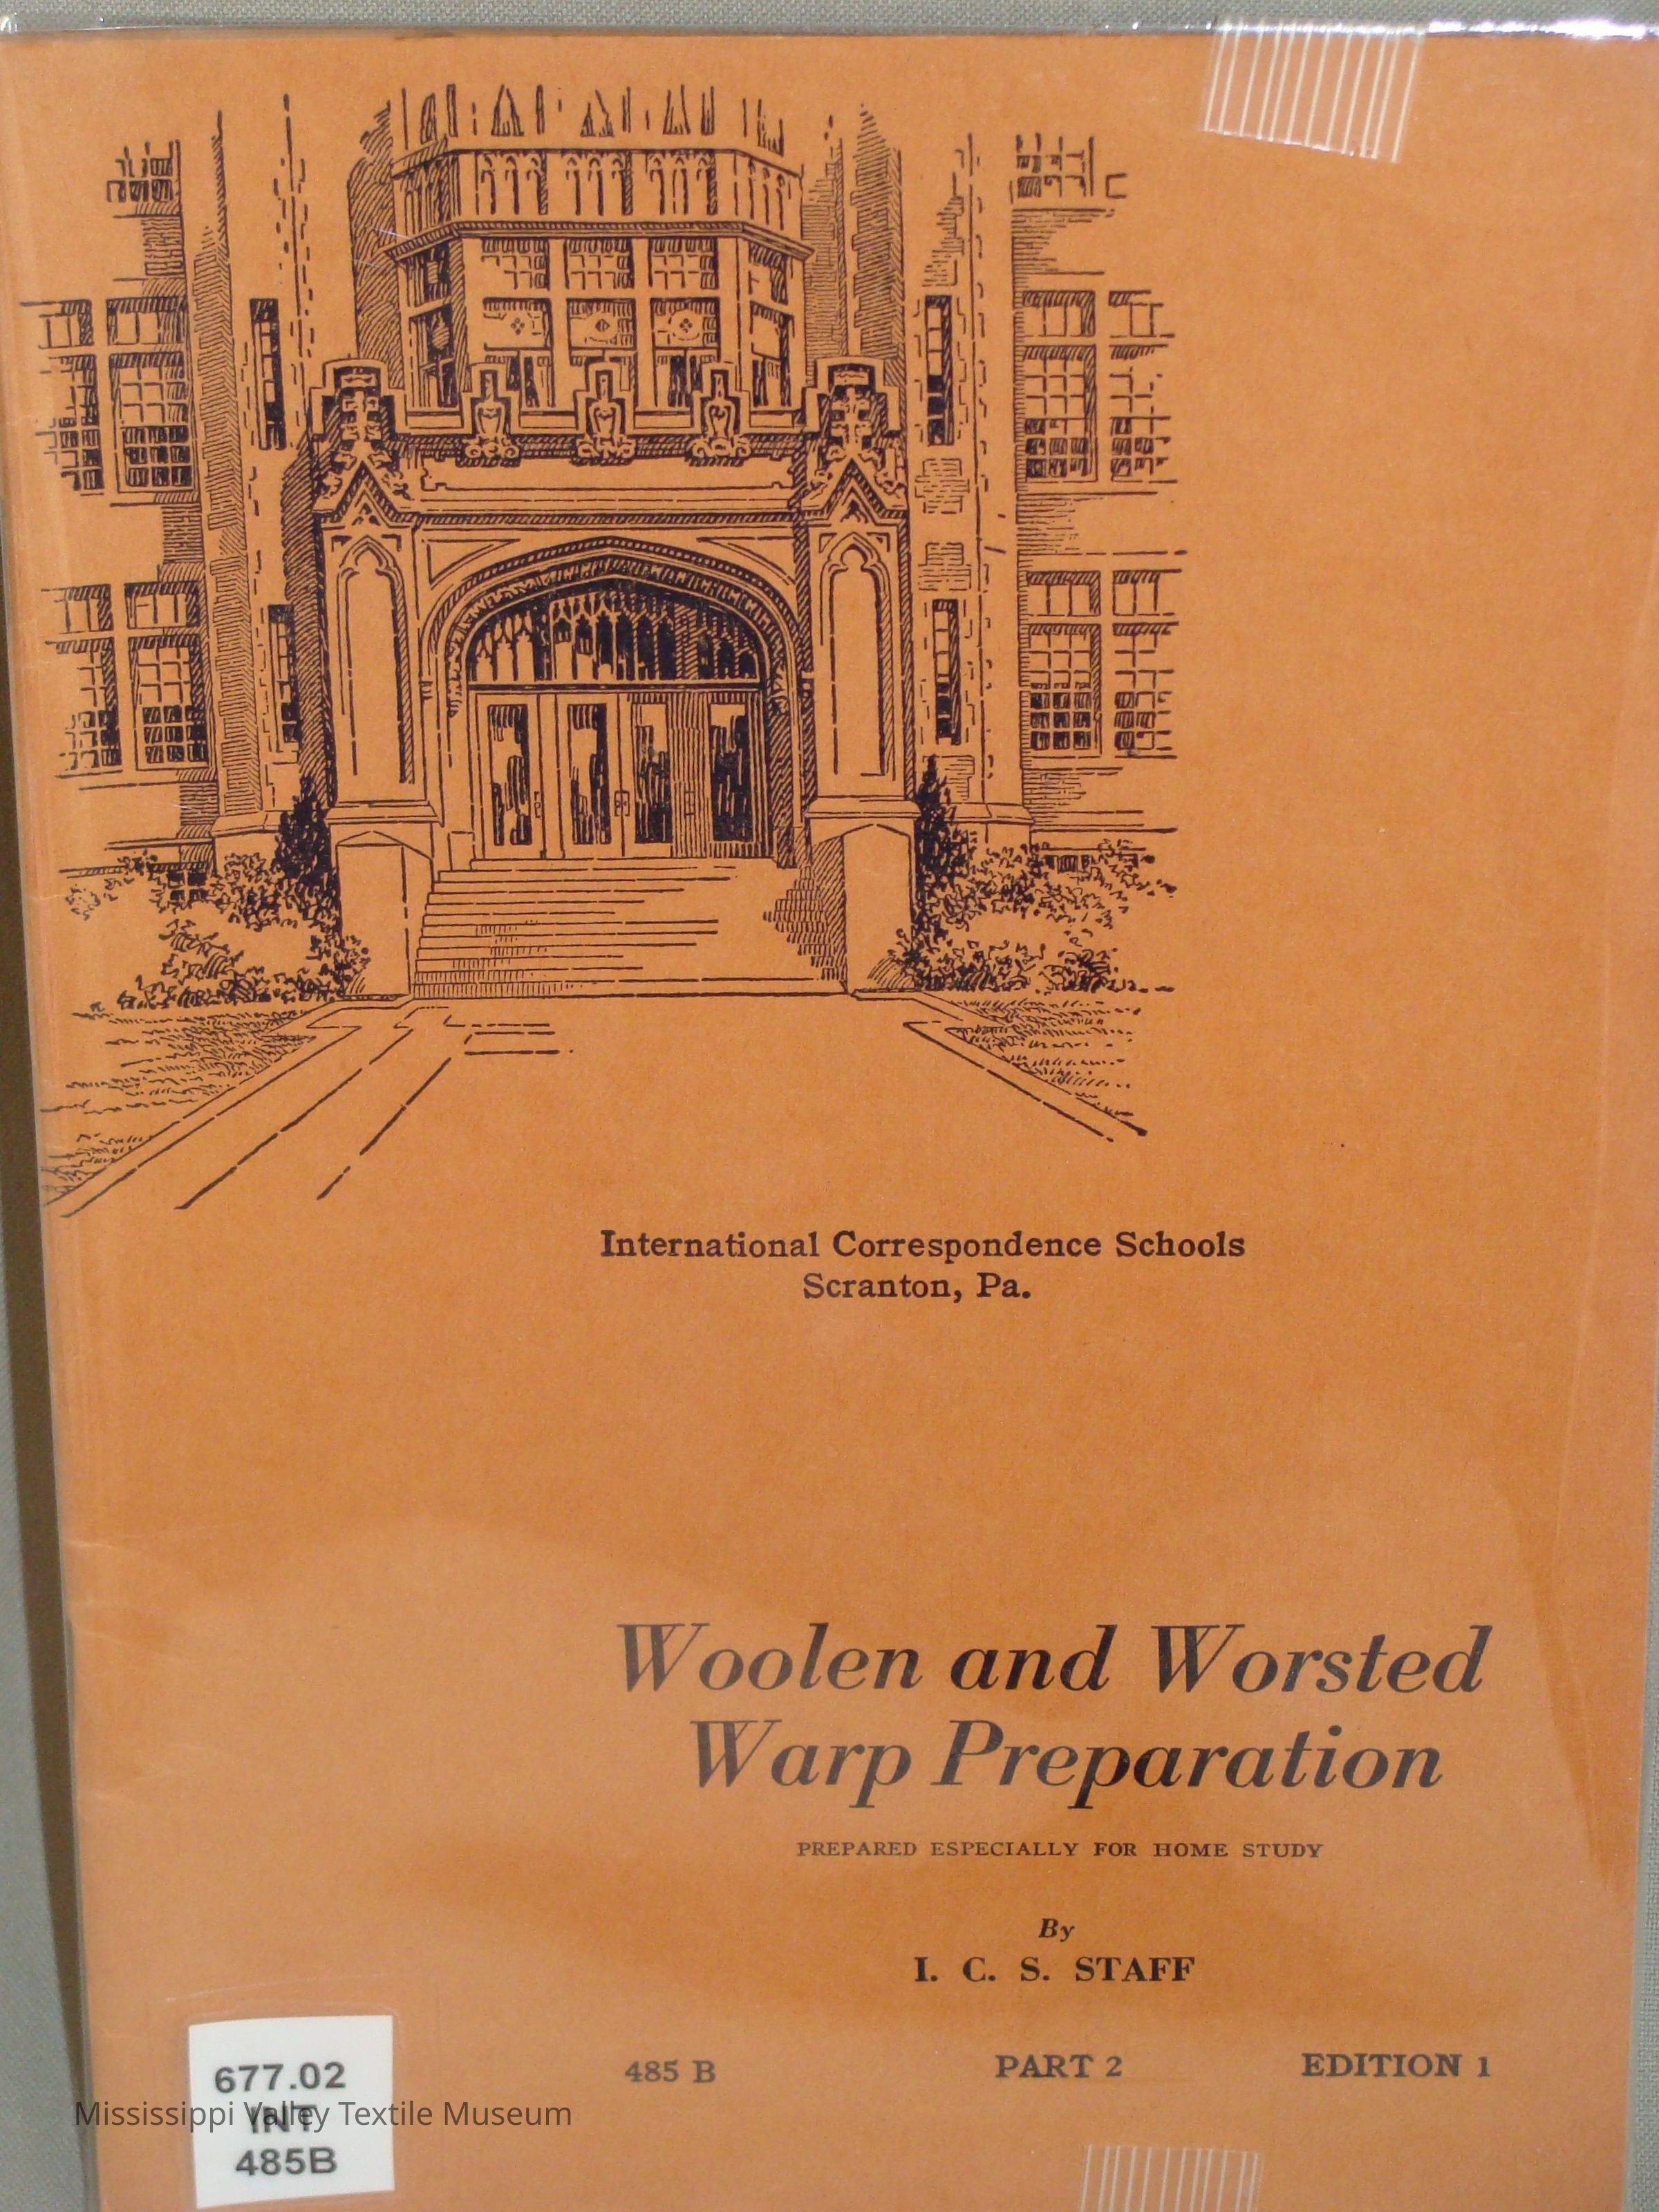 International Correspondence Schools
Scranton, Pa.
Woolen and Worsted
Warp Preparation
PREPARED ESPECIALLY FOR HOME STUDY
By
I. C. S. STAFF
485 B PART 2 EDITION 1
677.02
INT
485B
Mississippi Valley Textile Museum